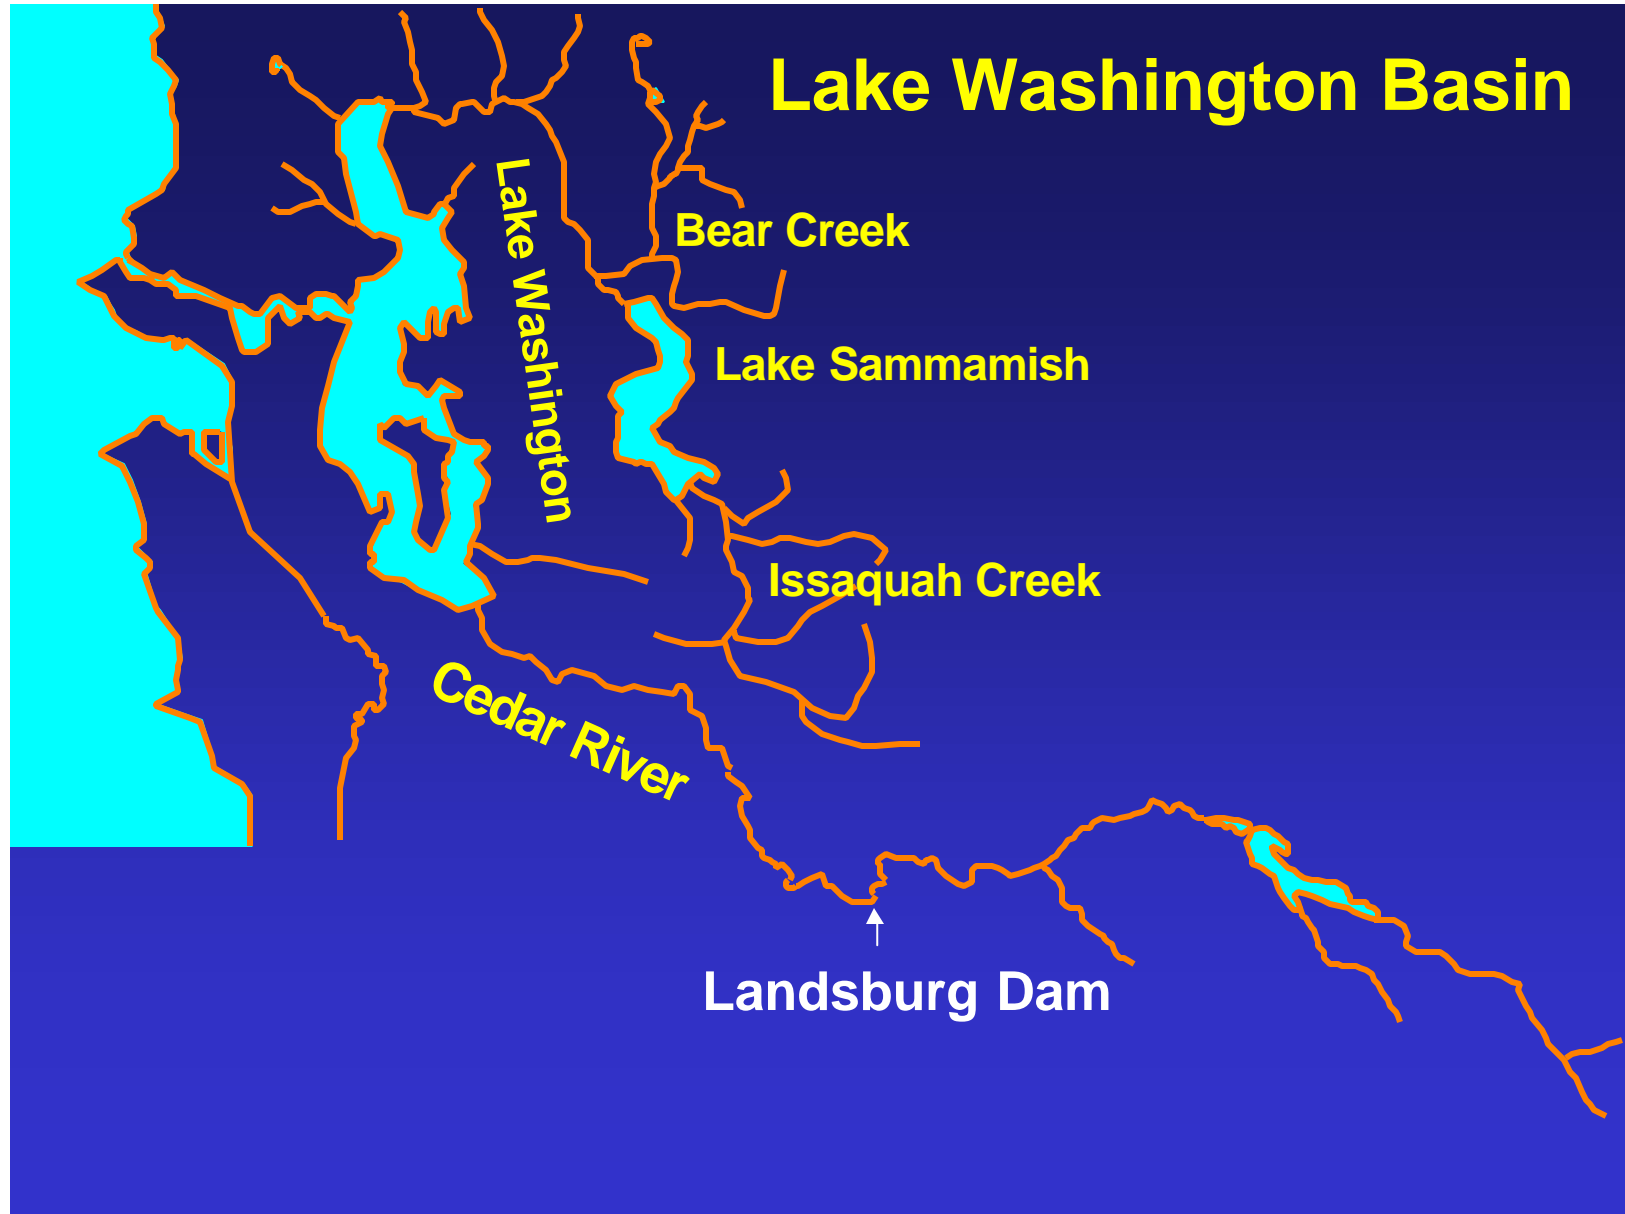 Lake Washington Basin
Lake Washington
Bear Creek
Lake Sammamish
Issaquah Creek
Cedar River
Landsburg Dam